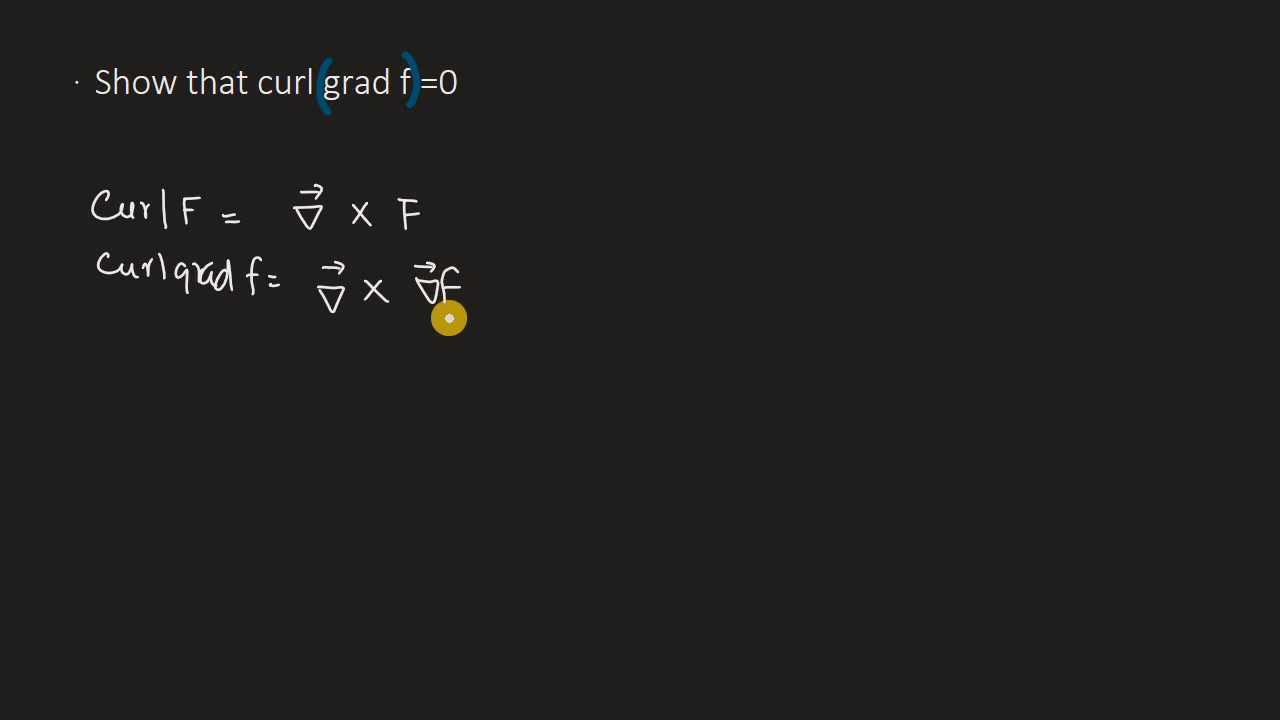 · Show that curl (grad f) =0
Curl F = ∇⃗ × F
Curl grad f = ∇⃗ × ∇⃗f